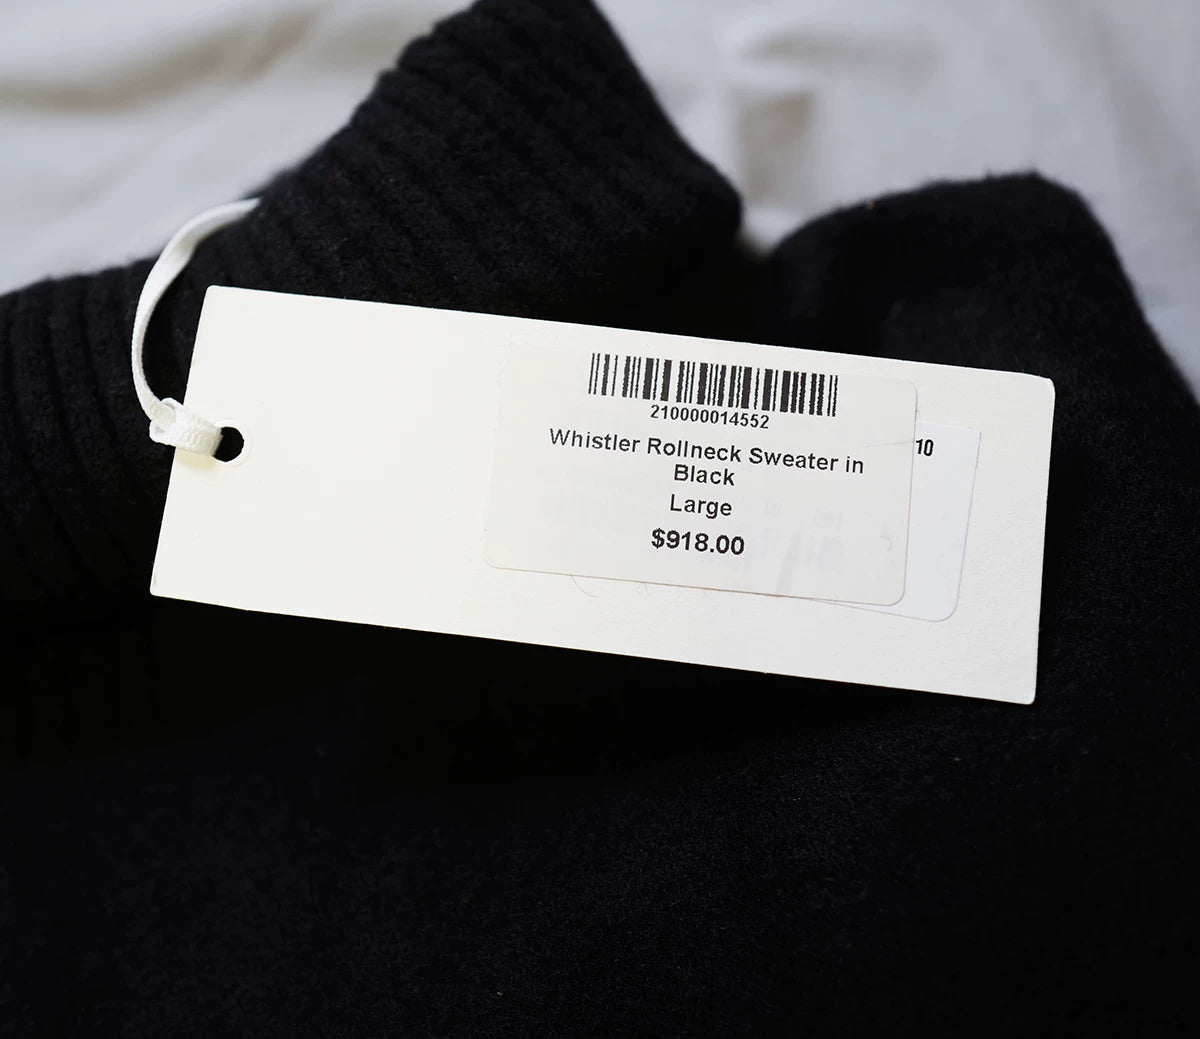 210000014552
Whistler Rollneck Sweater in
Black
Large
$918.00
10